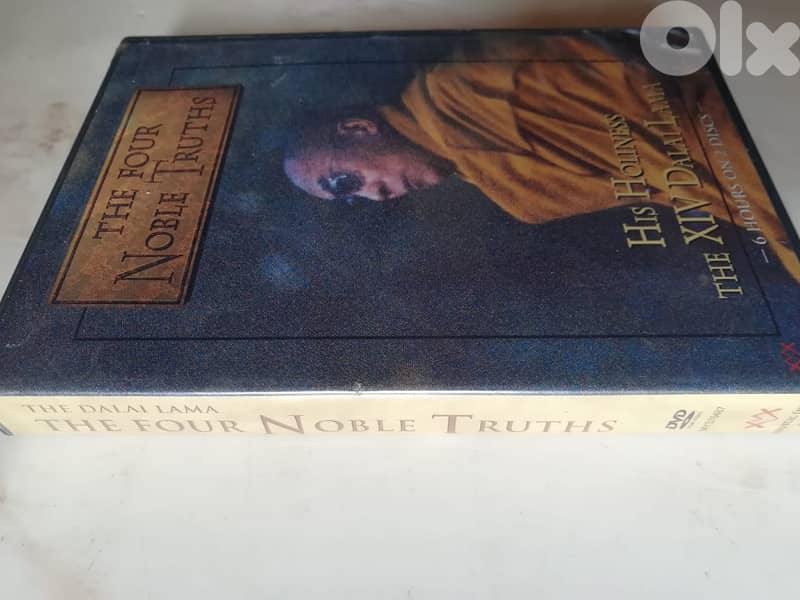 olx
THE FOUR
NOBLE TRUTHS
HIS HOLINESS
THE XIV DALAI LAMA
— 6 HOURS ON 2 DISCS —
THE DALAI LAMA
THE FOUR NOBLE TRUTHS
DVD